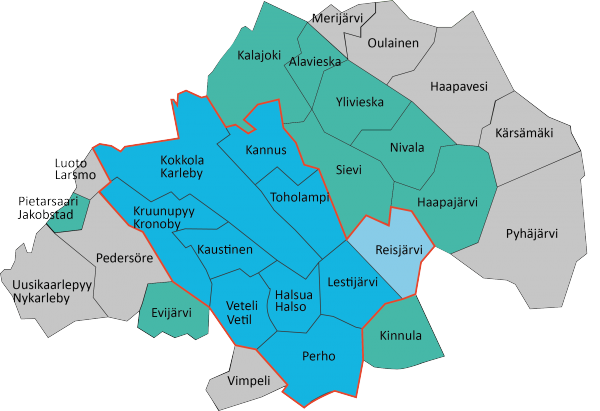 Merijärvi
Oulainen
Kalajoki
Alavieska
Haapavesi
Ylivieska
Kärsämäki
Kannus
Nivala
Luoto
Larsmo
Kokkola
Karleby
Sievi
Toholampi
Pietarsaari
Jakobstad
Kruunupyy
Kronoby
Haapajärvi
Pyhäjärvi
Kaustinen
Reisjärvi
Pedersöre
Uusikaarlepyy
Nykarleby
Lestijärvi
Halsua
Halso
Veteli
Vetil
Evijärvi
Kinnula
Perho
Vimpeli